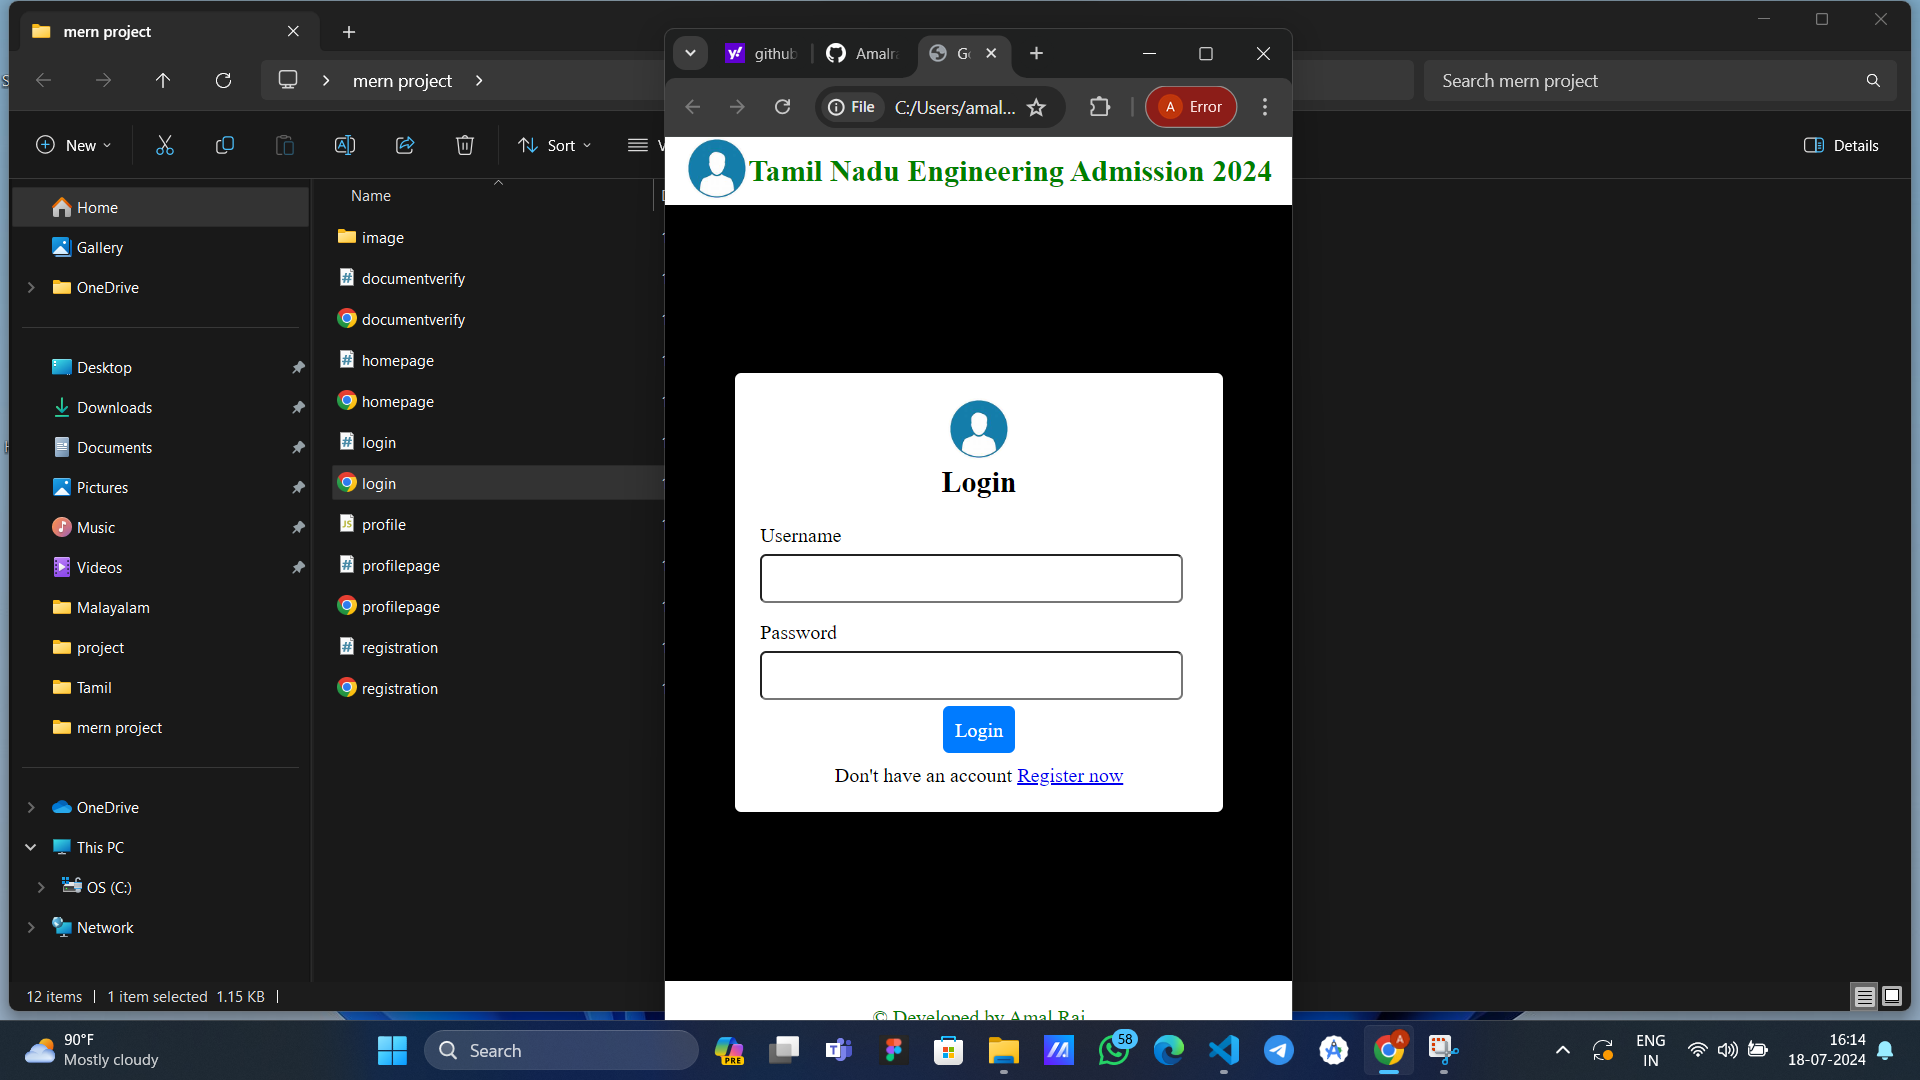 mern project
mern project
Search mern project
New
Sort
Details
Home
Gallery
OneDrive
Desktop
Downloads
Documents
Pictures
Music
Videos
Malayalam
project
Tamil
mern project
OneDrive
This PC
OS (C:)
Network
Name
image
documentverify
documentverify
homepage
homepage
login
login
profile
profilepage
profilepage
registration
registration
12 items
1 item selected 1.15 KB
github
Amalra
Go
File
C:/Users/amal...
A
Error
Tamil Nadu Engineering Admission 2024
Login
Username
Password
Login
Don't have an account Register now
© Developed by Amal Raj
90°F
Mostly cloudy
Search
PRE
58
A
ENG
IN
16:14
18-07-2024